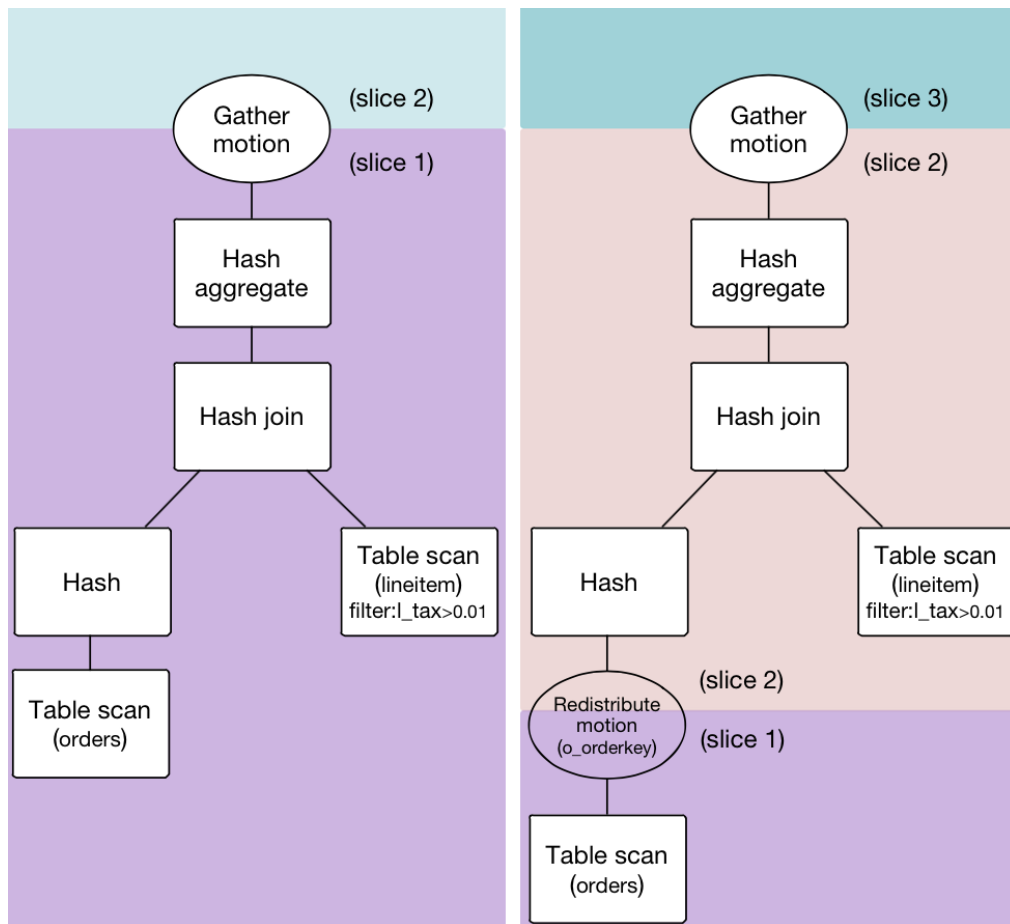 (slice 2)
Gather
motion
(slice 1)
Hash
aggregate
Hash join
Hash
Table scan
(lineitem)
filter:l_tax>0.01
Table scan
(orders)
(slice 3)
Gather
motion
(slice 2)
Hash
aggregate
Hash join
Hash
Table scan
(lineitem)
filter:l_tax>0.01
(slice 2)
Redistribute
motion
(o_orderkey)
(slice 1)
Table scan
(orders)